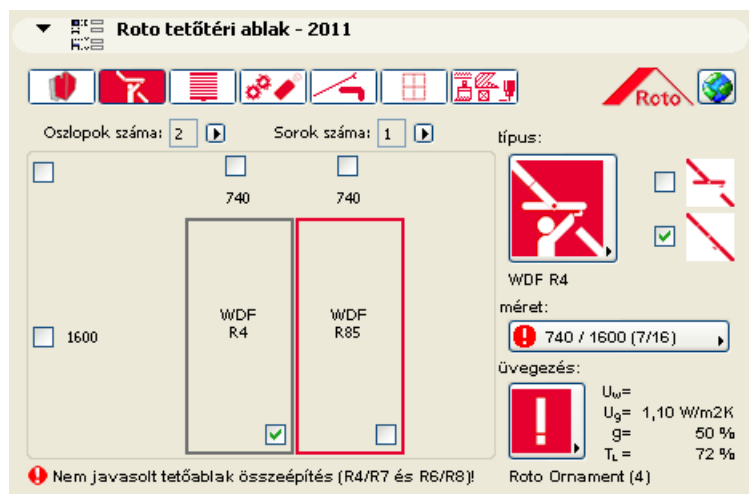 Roto tetőtéri ablak - 2011
Roto
Oszlopok száma: 2
Sorok száma: 1
típus:
740
740
1600
WDF
R4
WDF
R85
WDF R4
méret:
740 / 1600 (7/16)
üvegezés:
Uw=
Ug= 1,10 W/m2K
g= 50 %
TL = 72 %
Nem javasolt tetőablak összeépítés (R4/R7 és R6/R8)!
Roto Ornament (4)